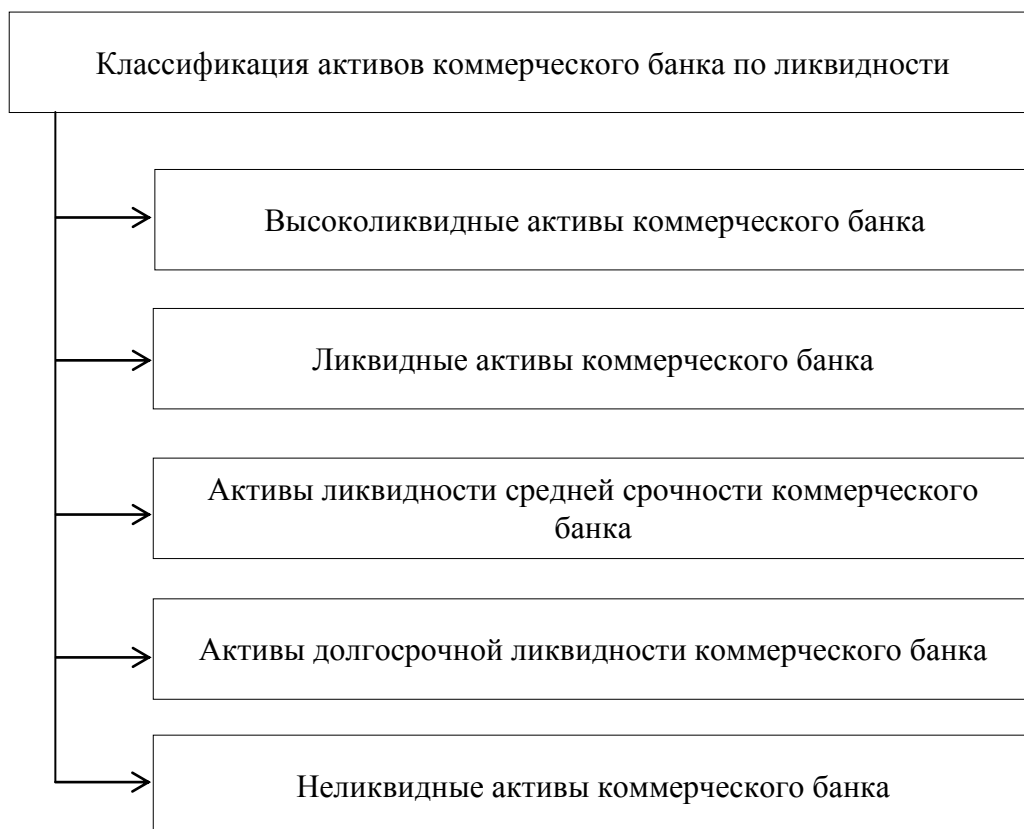 Классификация активов коммерческого банка по ликвидности
Высоколиквидные активы коммерческого банка
Ликвидные активы коммерческого банка
Активы ликвидности средней срочности коммерческого
банка
Активы долгосрочной ликвидности коммерческого банка
Неликвидные активы коммерческого банка